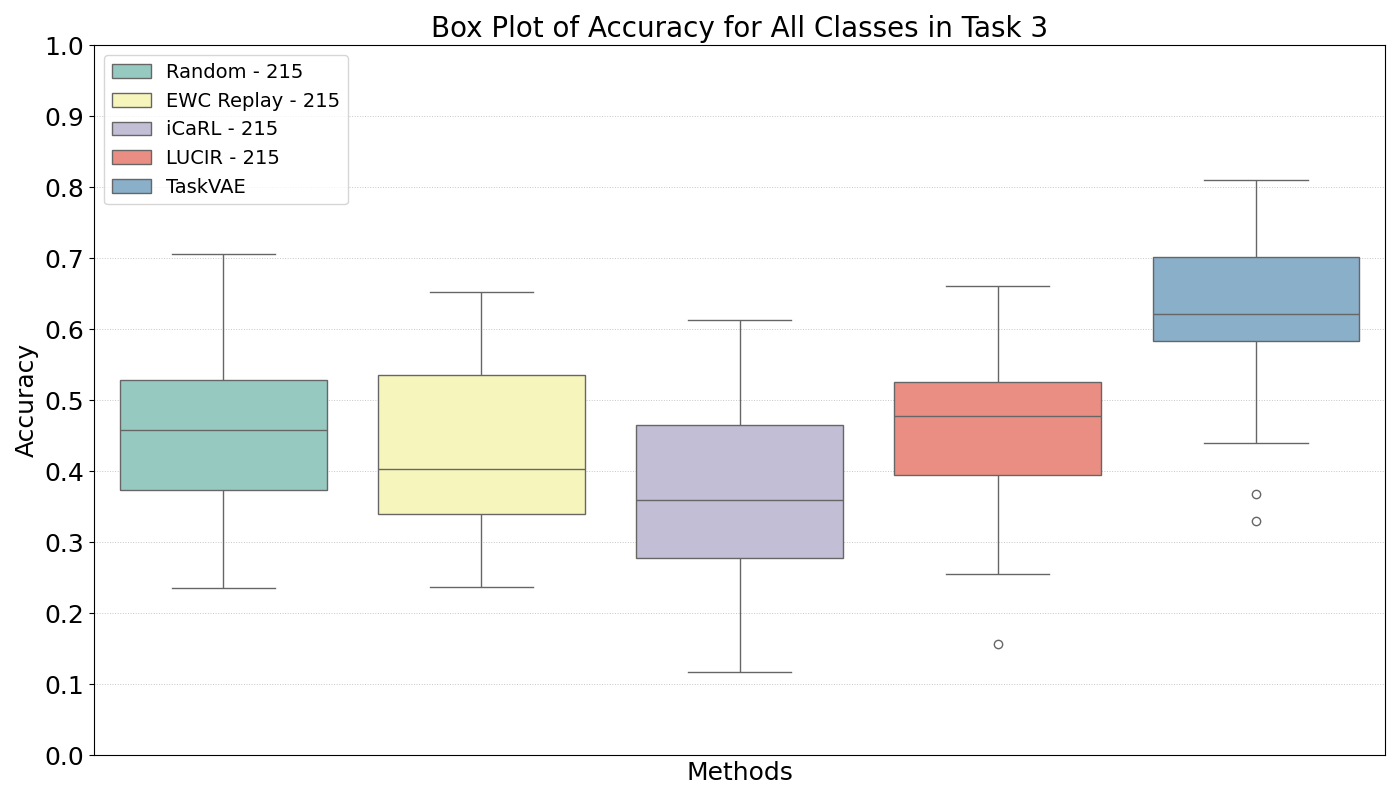 Box Plot of Accuracy for All Classes in Task 3
1.0
0.9
0.8
0.7
0.6
0.5
0.4
0.3
0.2
0.1
0.0
Accuracy
Random - 215
EWC Replay - 215
iCaRL - 215
LUCIR - 215
TaskVAE
Methods